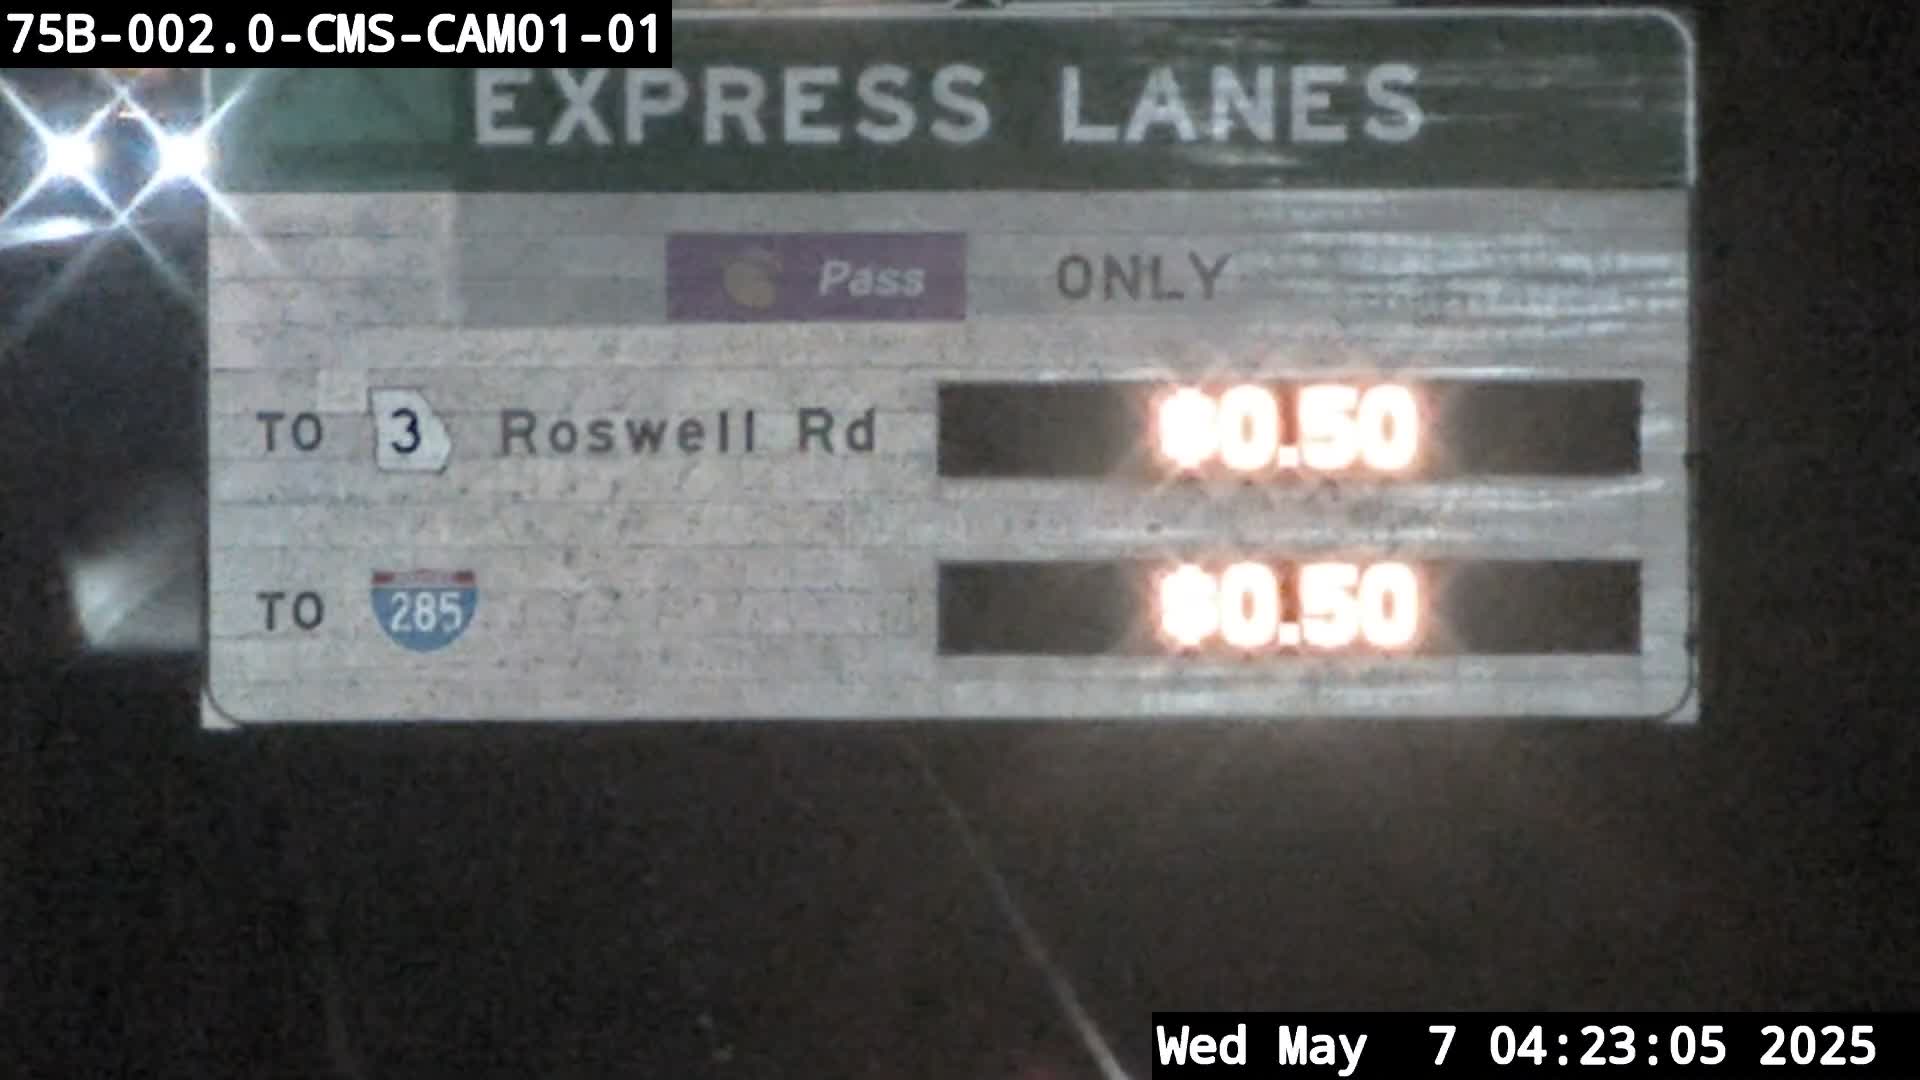 75B-002.0-CMS-CAM01-01
EXPRESS LANES
Pass ONLY
TO 3 Roswell Rd $0.50
TO 285 $0.50
Wed May 7 04:23:05 2025